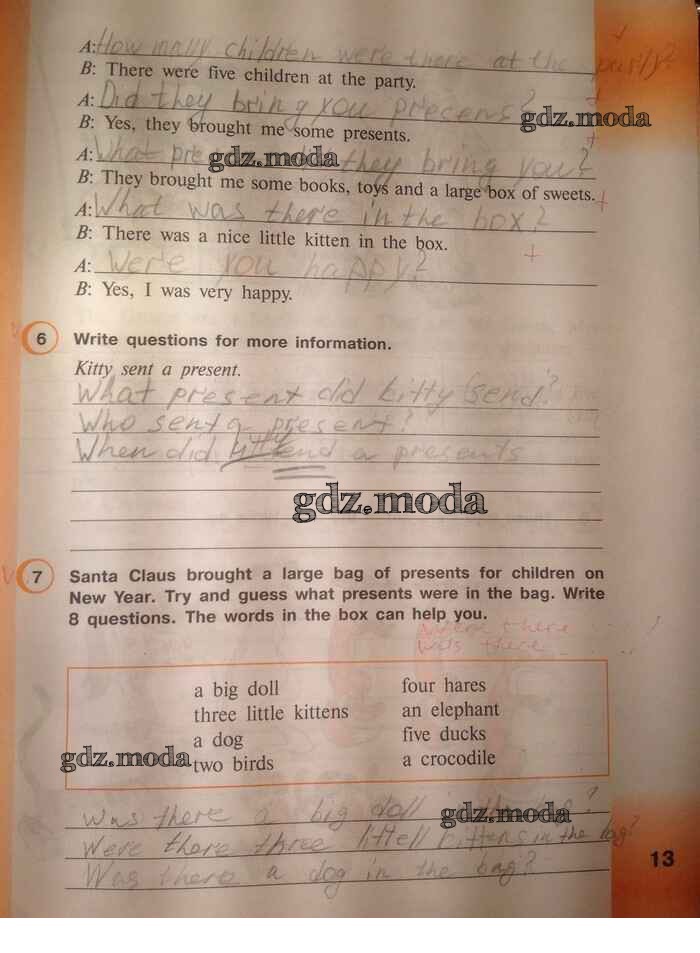 A: How many children were there at the party?
B: There were five children at the party.
A: Did they bring you presens?
gdz.moda
B: Yes, they brought me some presents.
A: What they bring you?
gdz.moda
B: They brought me some books, toys and a large box of sweets.
A: What was there in the box?
B: There was a nice little kitten in the box.
A: Were you happy?
B: Yes, I was very happy.
6 Write questions for more information.
Kitty sent a present.
What present did kitty send?
Who sent a present?
When did kitty send a presents
gdz.moda
7 Santa Claus brought a large bag of presents for children on
New Year. Try and guess what presents were in the bag. Write
8 questions. The words in the box can help you.
Were there
was there
a big doll four hares
three little kittens an elephant
a dog five ducks
two birds a crocodile
gdz.moda
Was there a big doll bag?
gdz.moda
Were there three littell kittens in the bag?
Was there a dog in the bag?
13